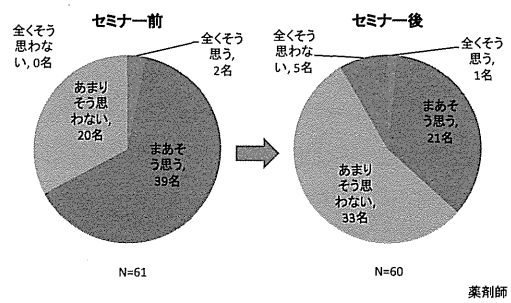 セミナー前
全くそう
思わな
い, 0名
全くそう
思う,
2名
あまり
そう思
わない,
20名
まあそ
う思う,
39名
N=61
セミナー後
全くそう
思わな
い, 5名
全くそう
思う,
1名
まあそ
う思う,
21名
あまり
そう思
わない,
33名
N=60
薬剤師